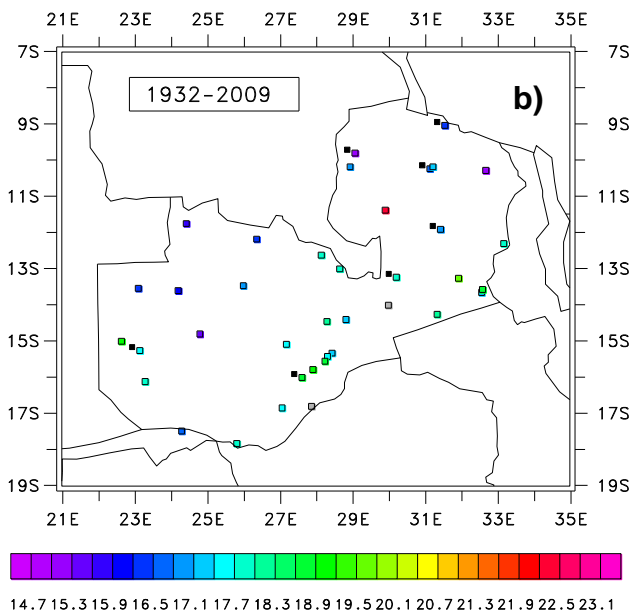 21E 23E 25E 27E 29E 31E 33E 35E
7S 7S
1932-2009 b)
9S 9S
11S 11S
13S 13S
15S 15S
17S 17S
19S 19S
21E 23E 25E 27E 29E 31E 33E 35E
14.7 15.3 15.9 16.5 17.1 17.7 18.3 18.9 19.5 20.1 20.7 21.3 21.9 22.5 23.1